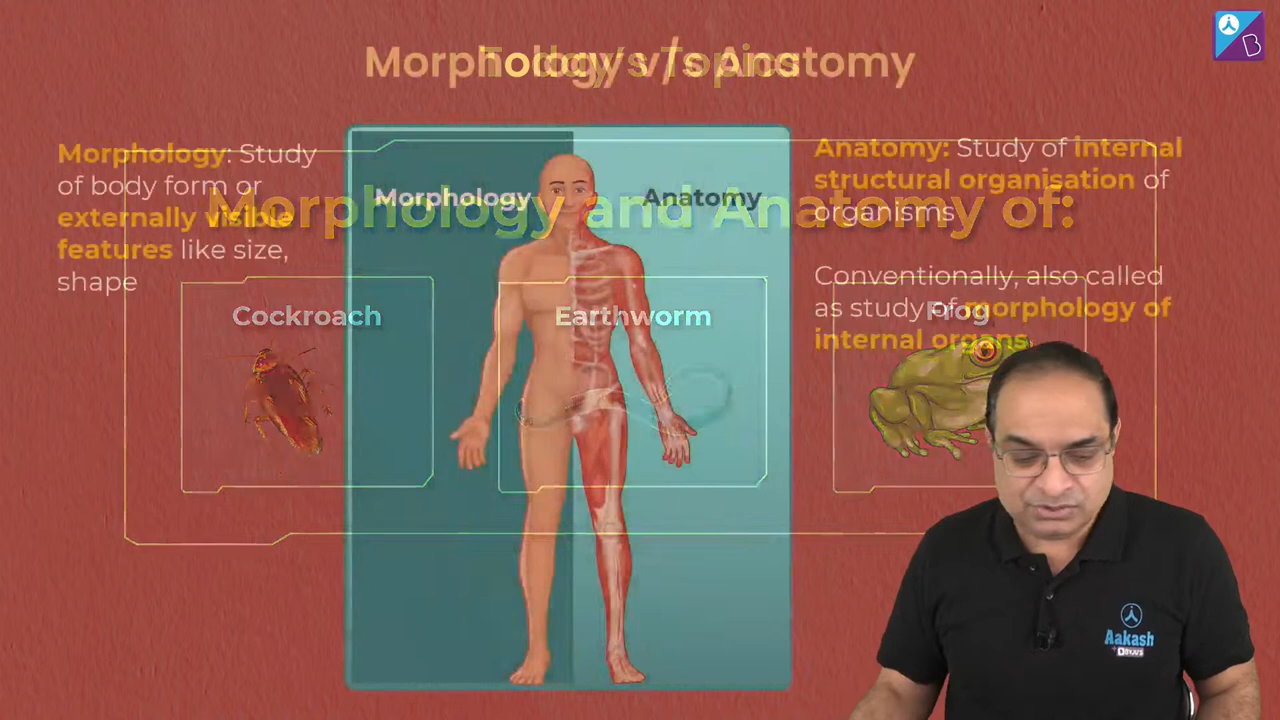 Morphology v/s Anatomy
Today's Topics
Morphology: Study
of body form or
externally visible
features like size,
shape
Morphology
Anatomy
Anatomy: Study of internal
structural organisation of
organisms
Conventionally, also called
as study of morphology of
internal organs
Morphology and Anatomy of:
Cockroach
Earthworm
Frog
Aakash
BYJU'S